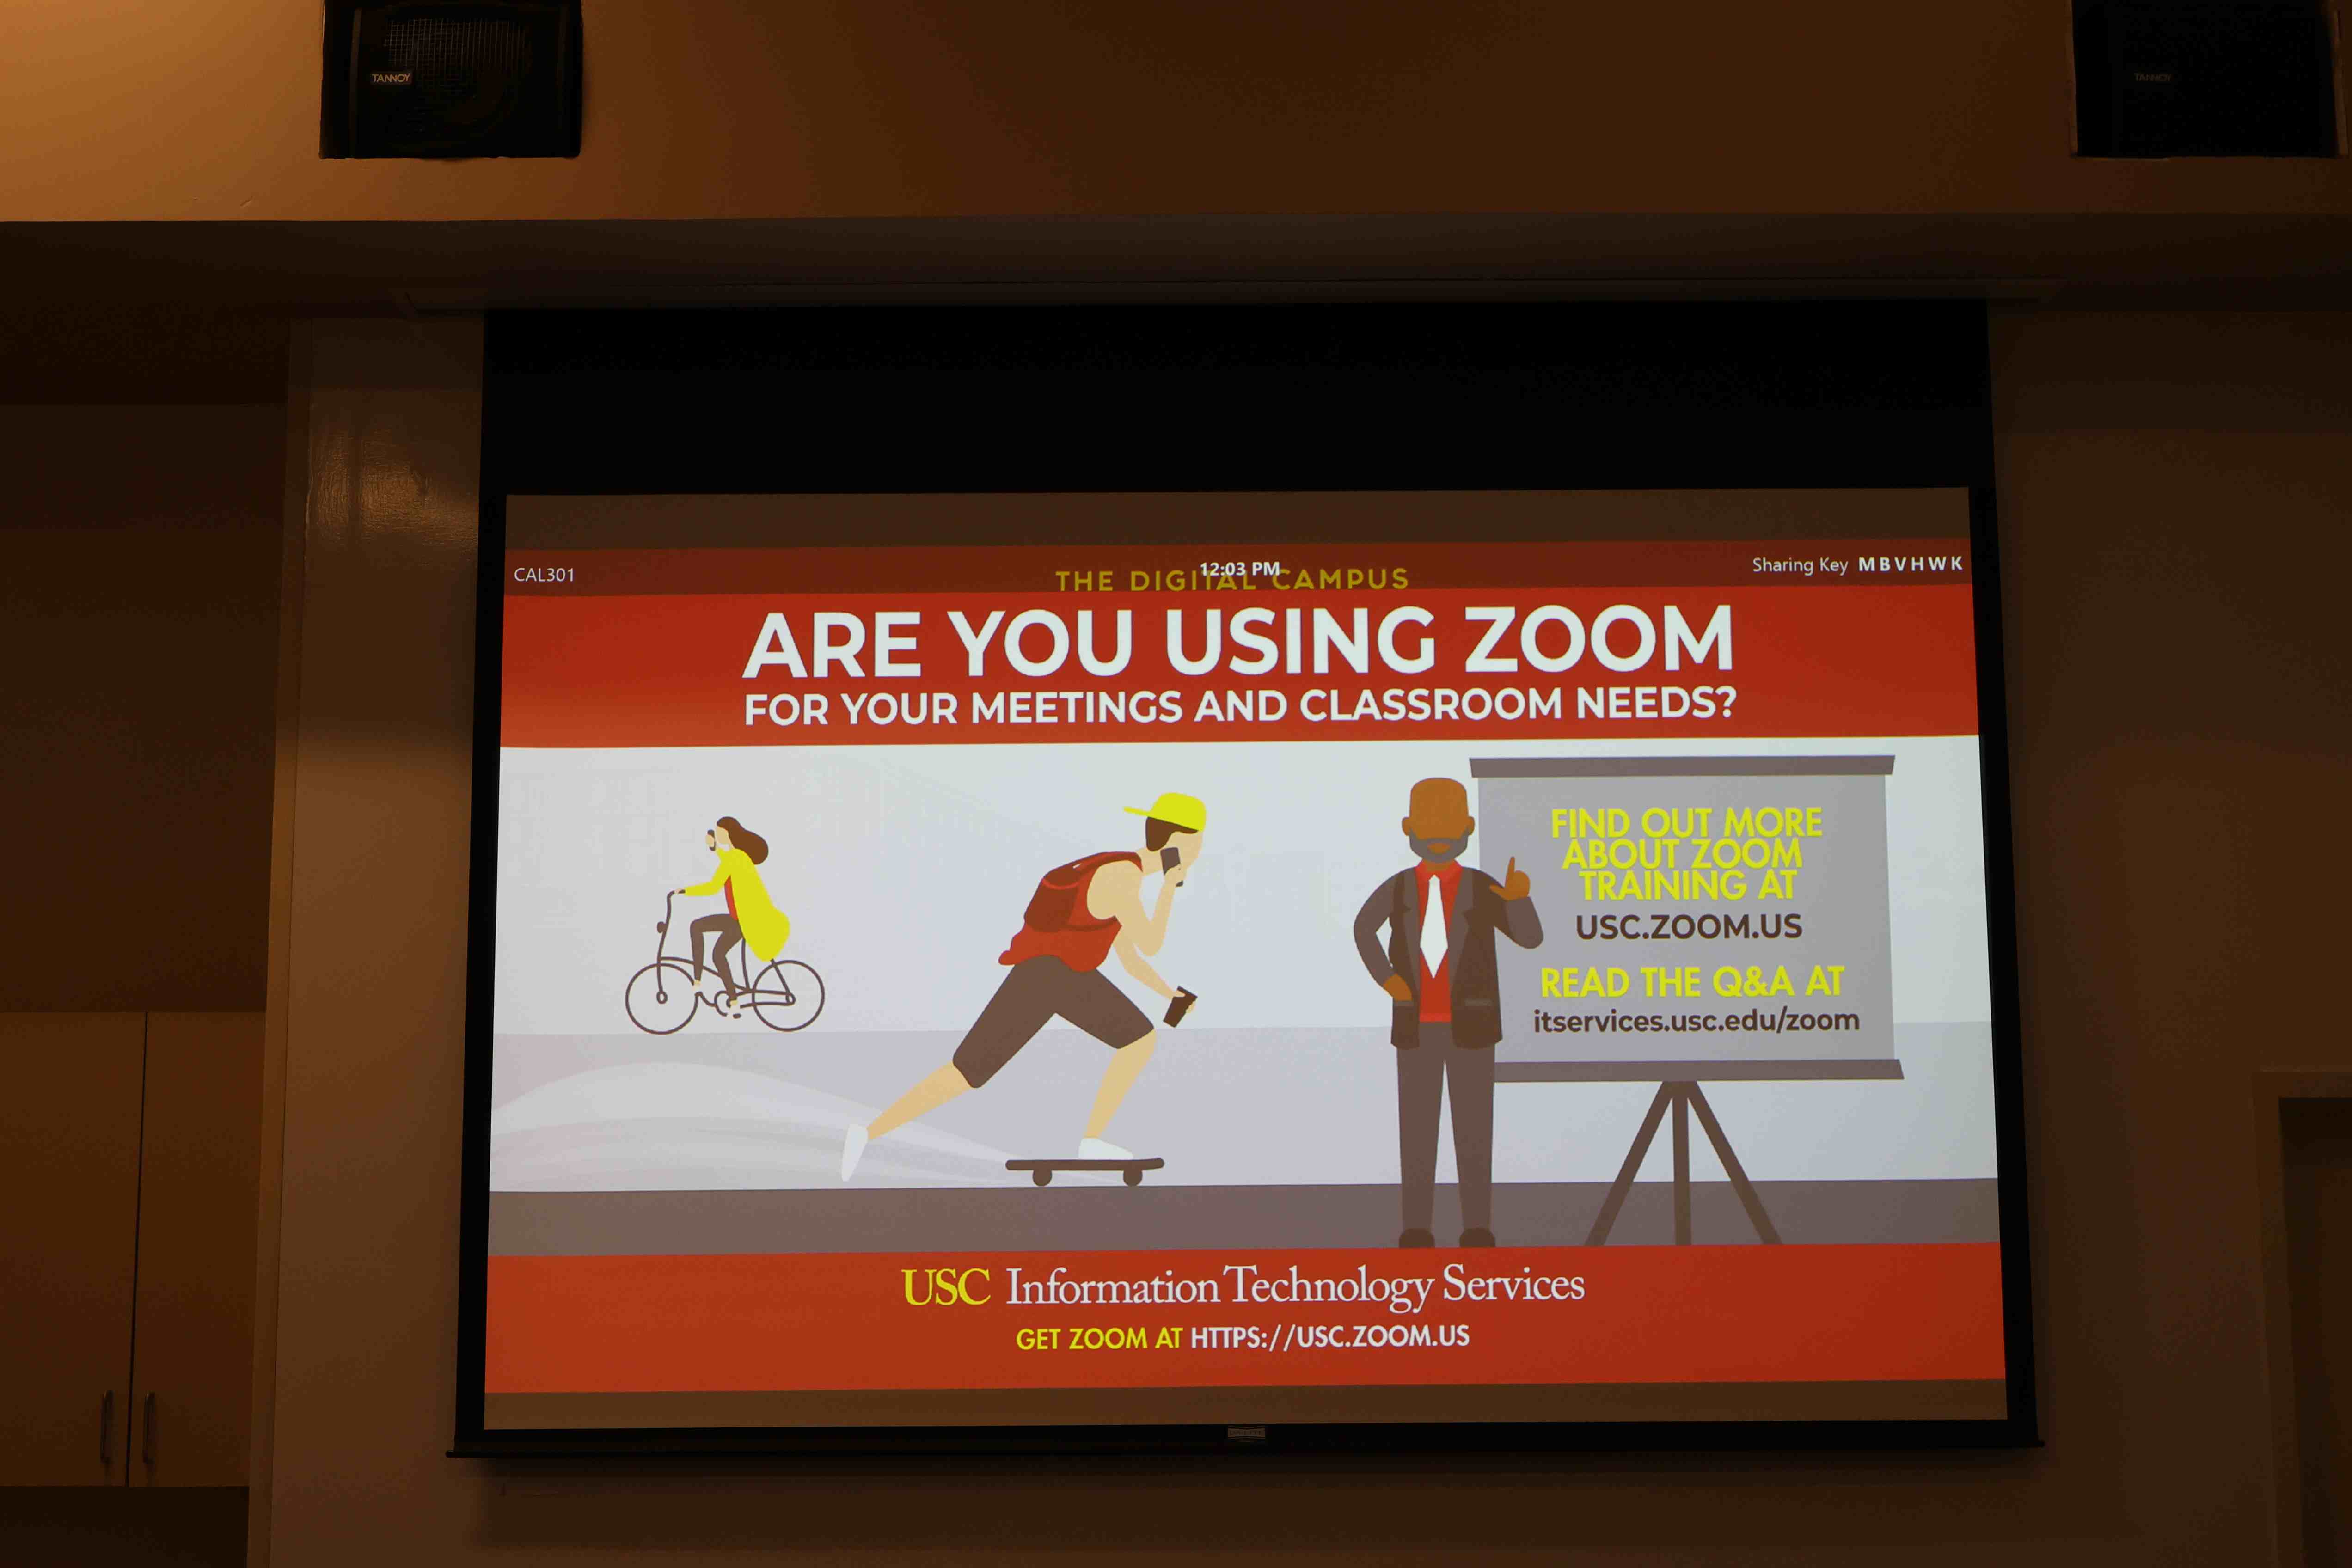 TANNOY
TANNOY
CAL301
12:03 PM
Sharing Key MBVHWK
THE DIGITAL CAMPUS
ARE YOU USING ZOOM
FOR YOUR MEETINGS AND CLASSROOM NEEDS?
FIND OUT MORE
ABOUT ZOOM
TRAINING AT
USC.ZOOM.US
READ THE Q&A AT
itservices.usc.edu/zoom
USC Information Technology Services
GET ZOOM AT HTTPS://USC.ZOOM.US